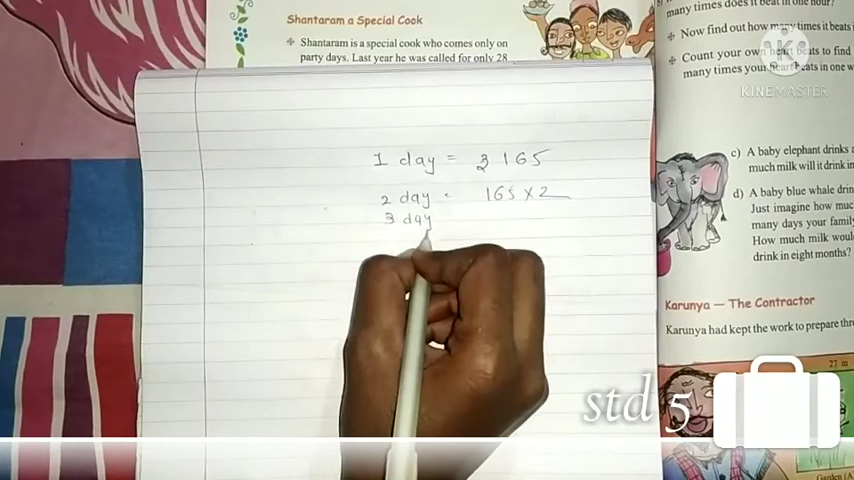 Shantaram a Special Cook
Shantaram is a special cook who comes only on
party days. Last year he was called for only 28
many times does it beat in one hour?
Now find out how many times it beats i
Count your own heart beats to find
many times your heart beats in one w
KINEMASTER
1 day = ₹ 165
2 day = 165 x 2
3 day
c) A baby elephant drinks a
much milk will it drink in
d) A baby blue whale drin
Just imagine how muc
many days your family
How much milk woul
drink in eight months?
Karunya — The Contractor
Karunya had kept the work to prepare thre
27 m
std 5
Garden (A